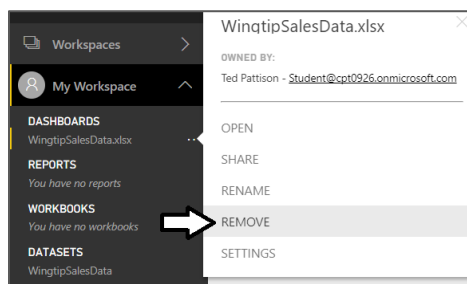 Workspaces
My Workspace
DASHBOARDS
WingtipSalesData.xlsx
REPORTS
You have no reports
WORKBOOKS
You have no workbooks
DATASETS
WingtipSalesData
WingtipSalesData.xlsx
OWNED BY:
Ted Pattison - Student@cpt0926.onmicrosoft.com
OPEN
SHARE
RENAME
REMOVE
SETTINGS